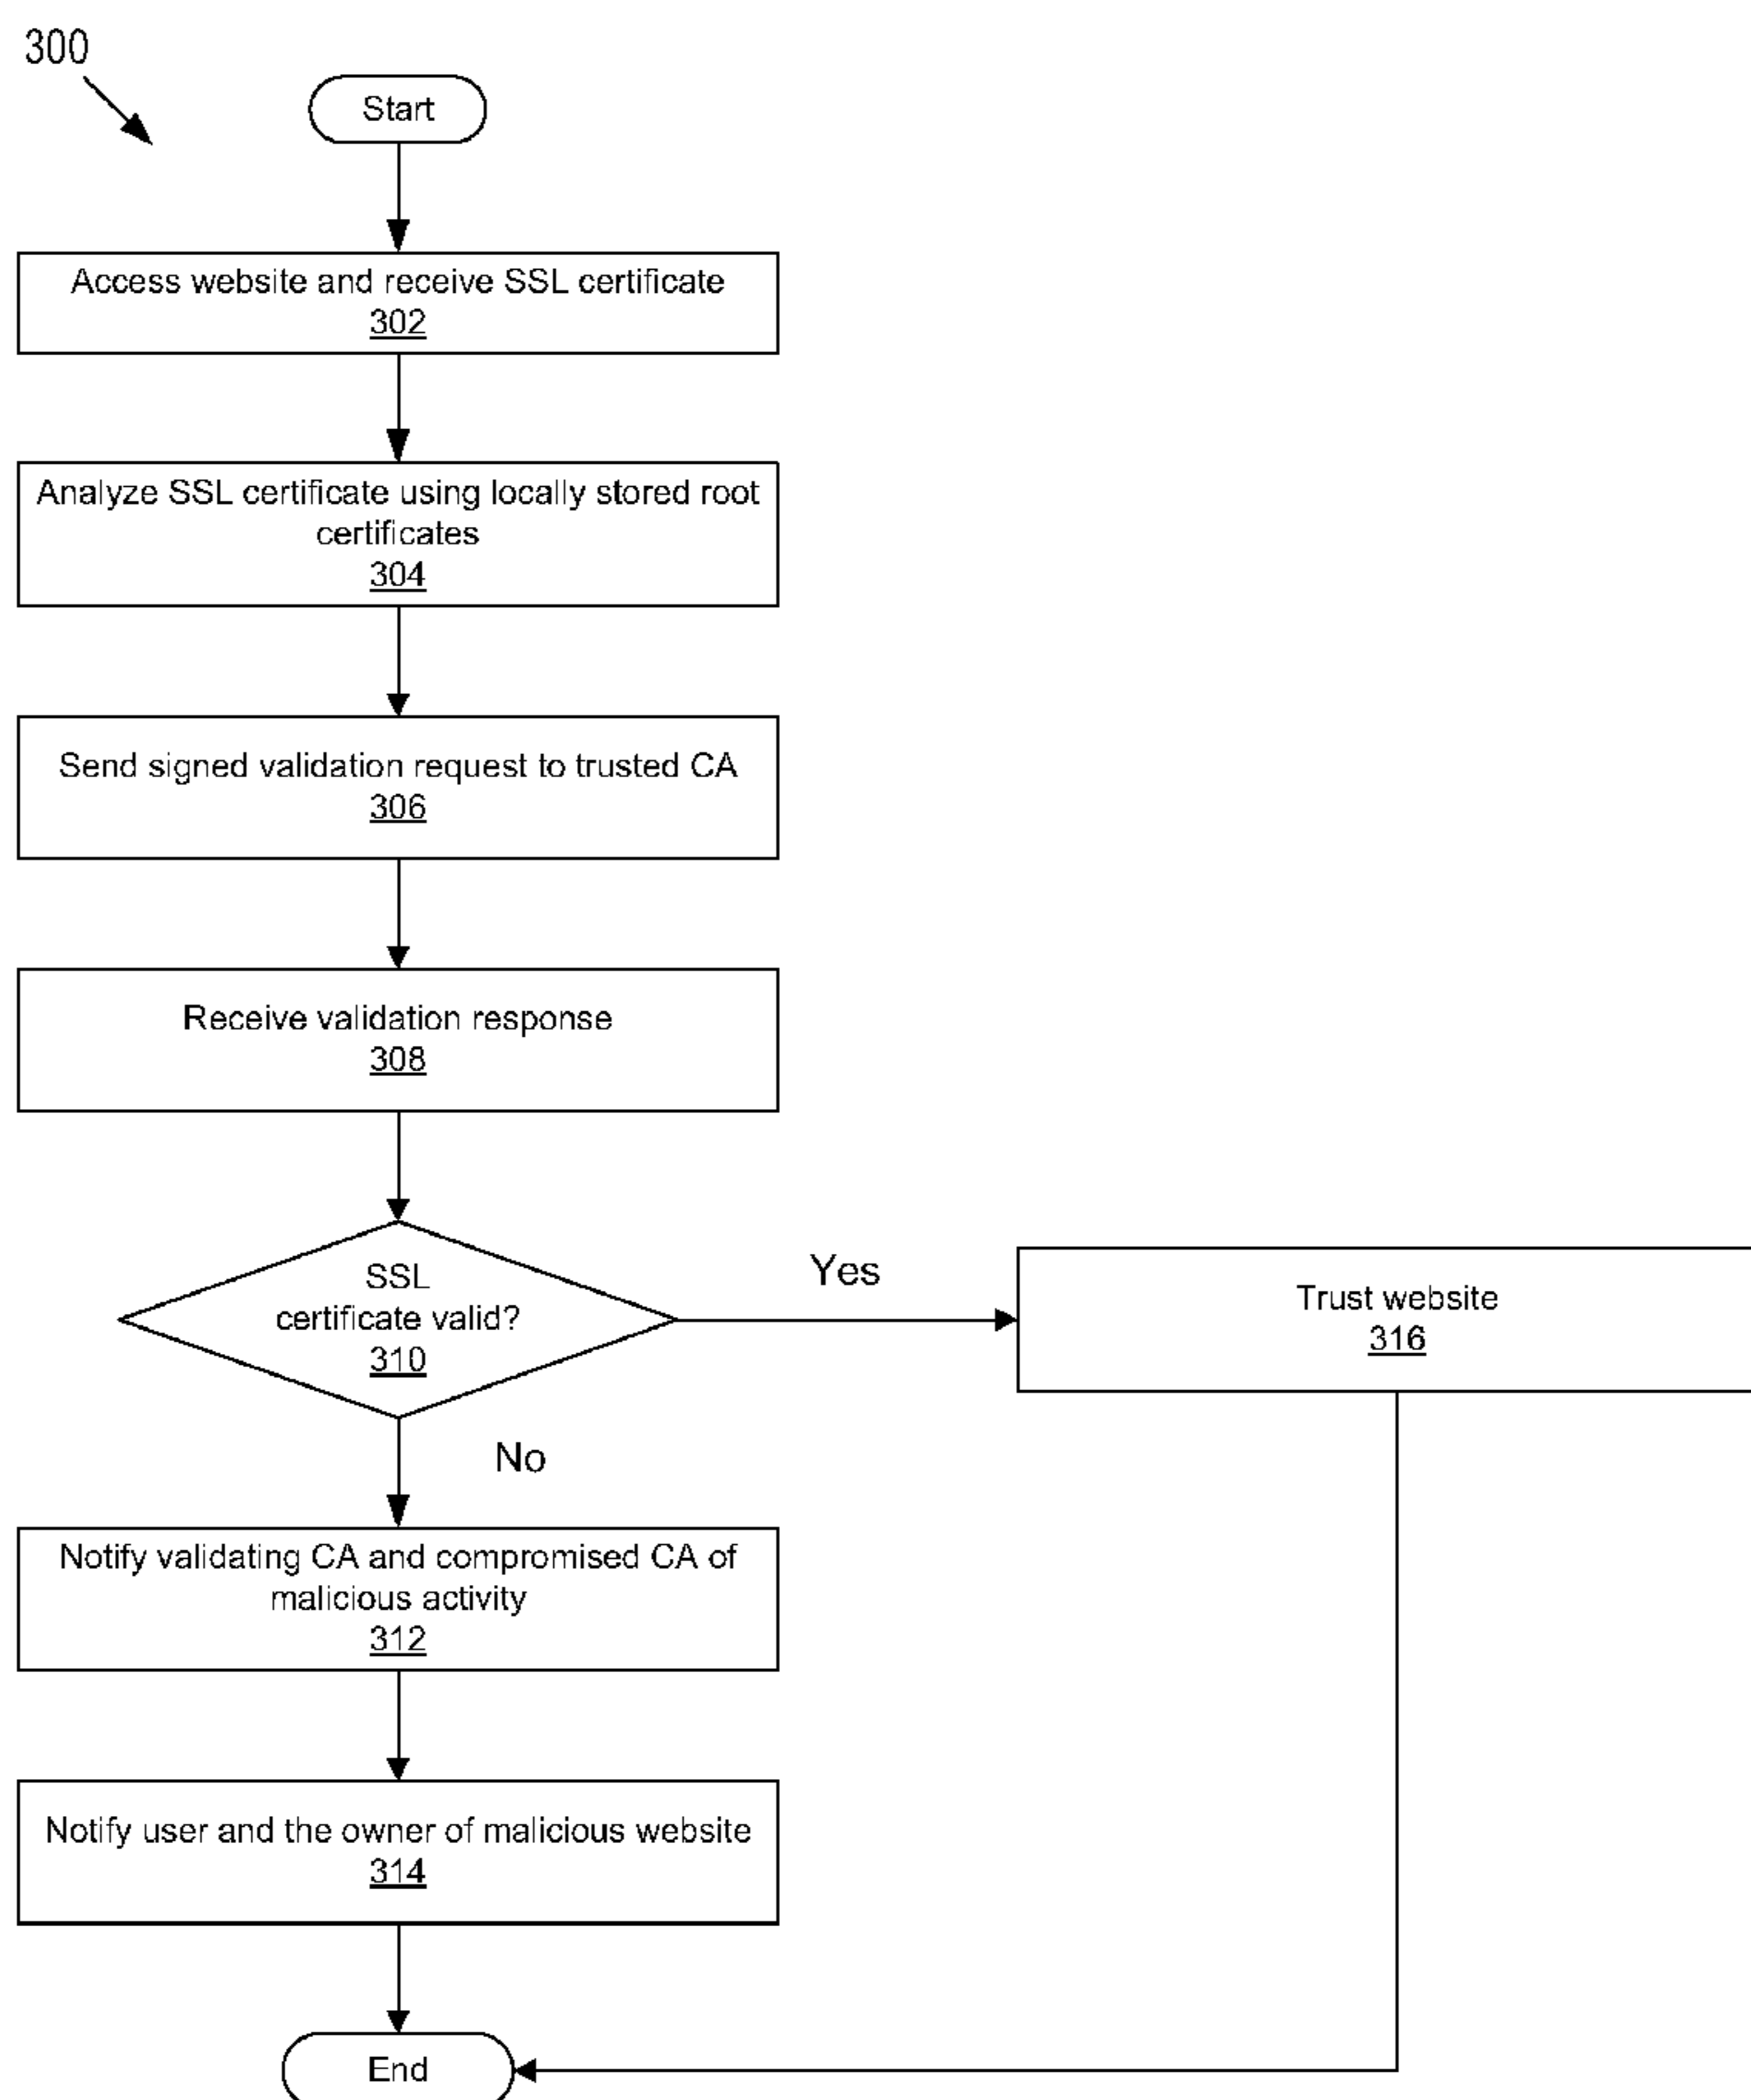 300
Start
Access website and receive SSL certificate
302
Analyze SSL certificate using locally stored root
certificates
304
Send signed validation request to trusted CA
306
Receive validation response
308
SSL
certificate valid?
310
Yes
Trust website
316
No
Notify validating CA and compromised CA of
malicious activity
312
Notify user and the owner of malicious website
314
End